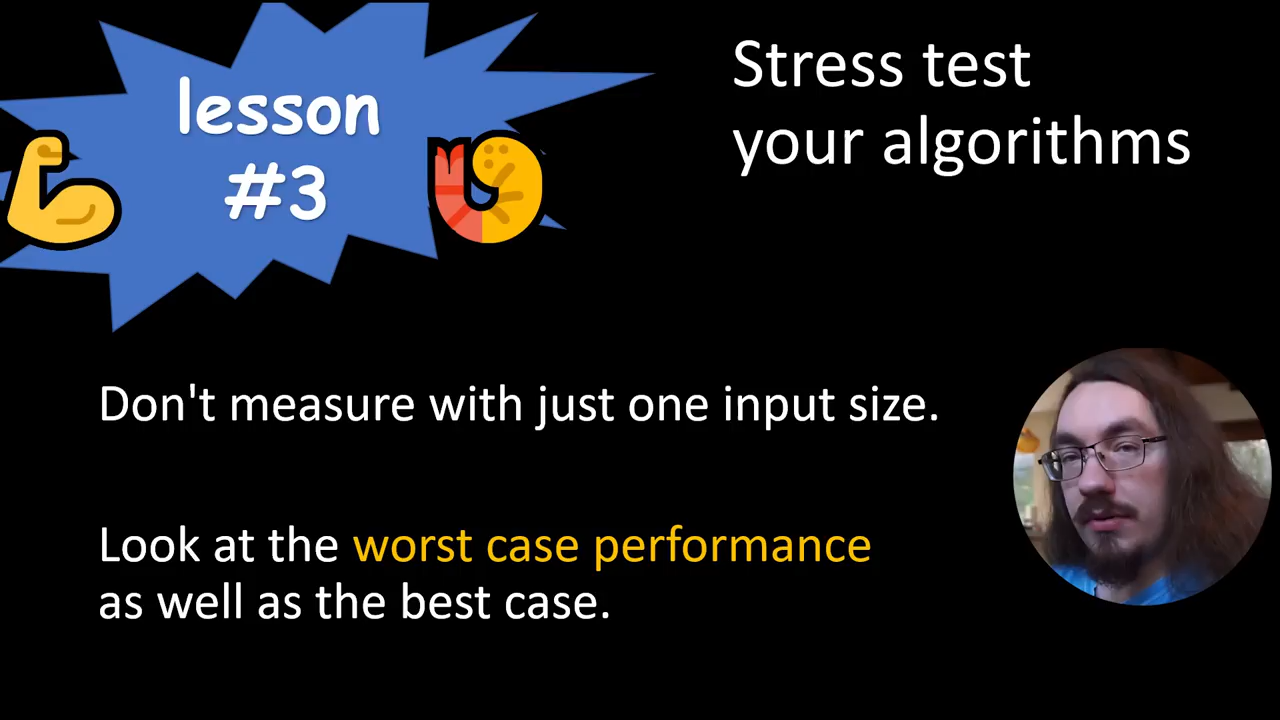 lesson
#3
Stress test
your algorithms
Don't measure with just one input size.
Look at the worst case performance
as well as the best case.